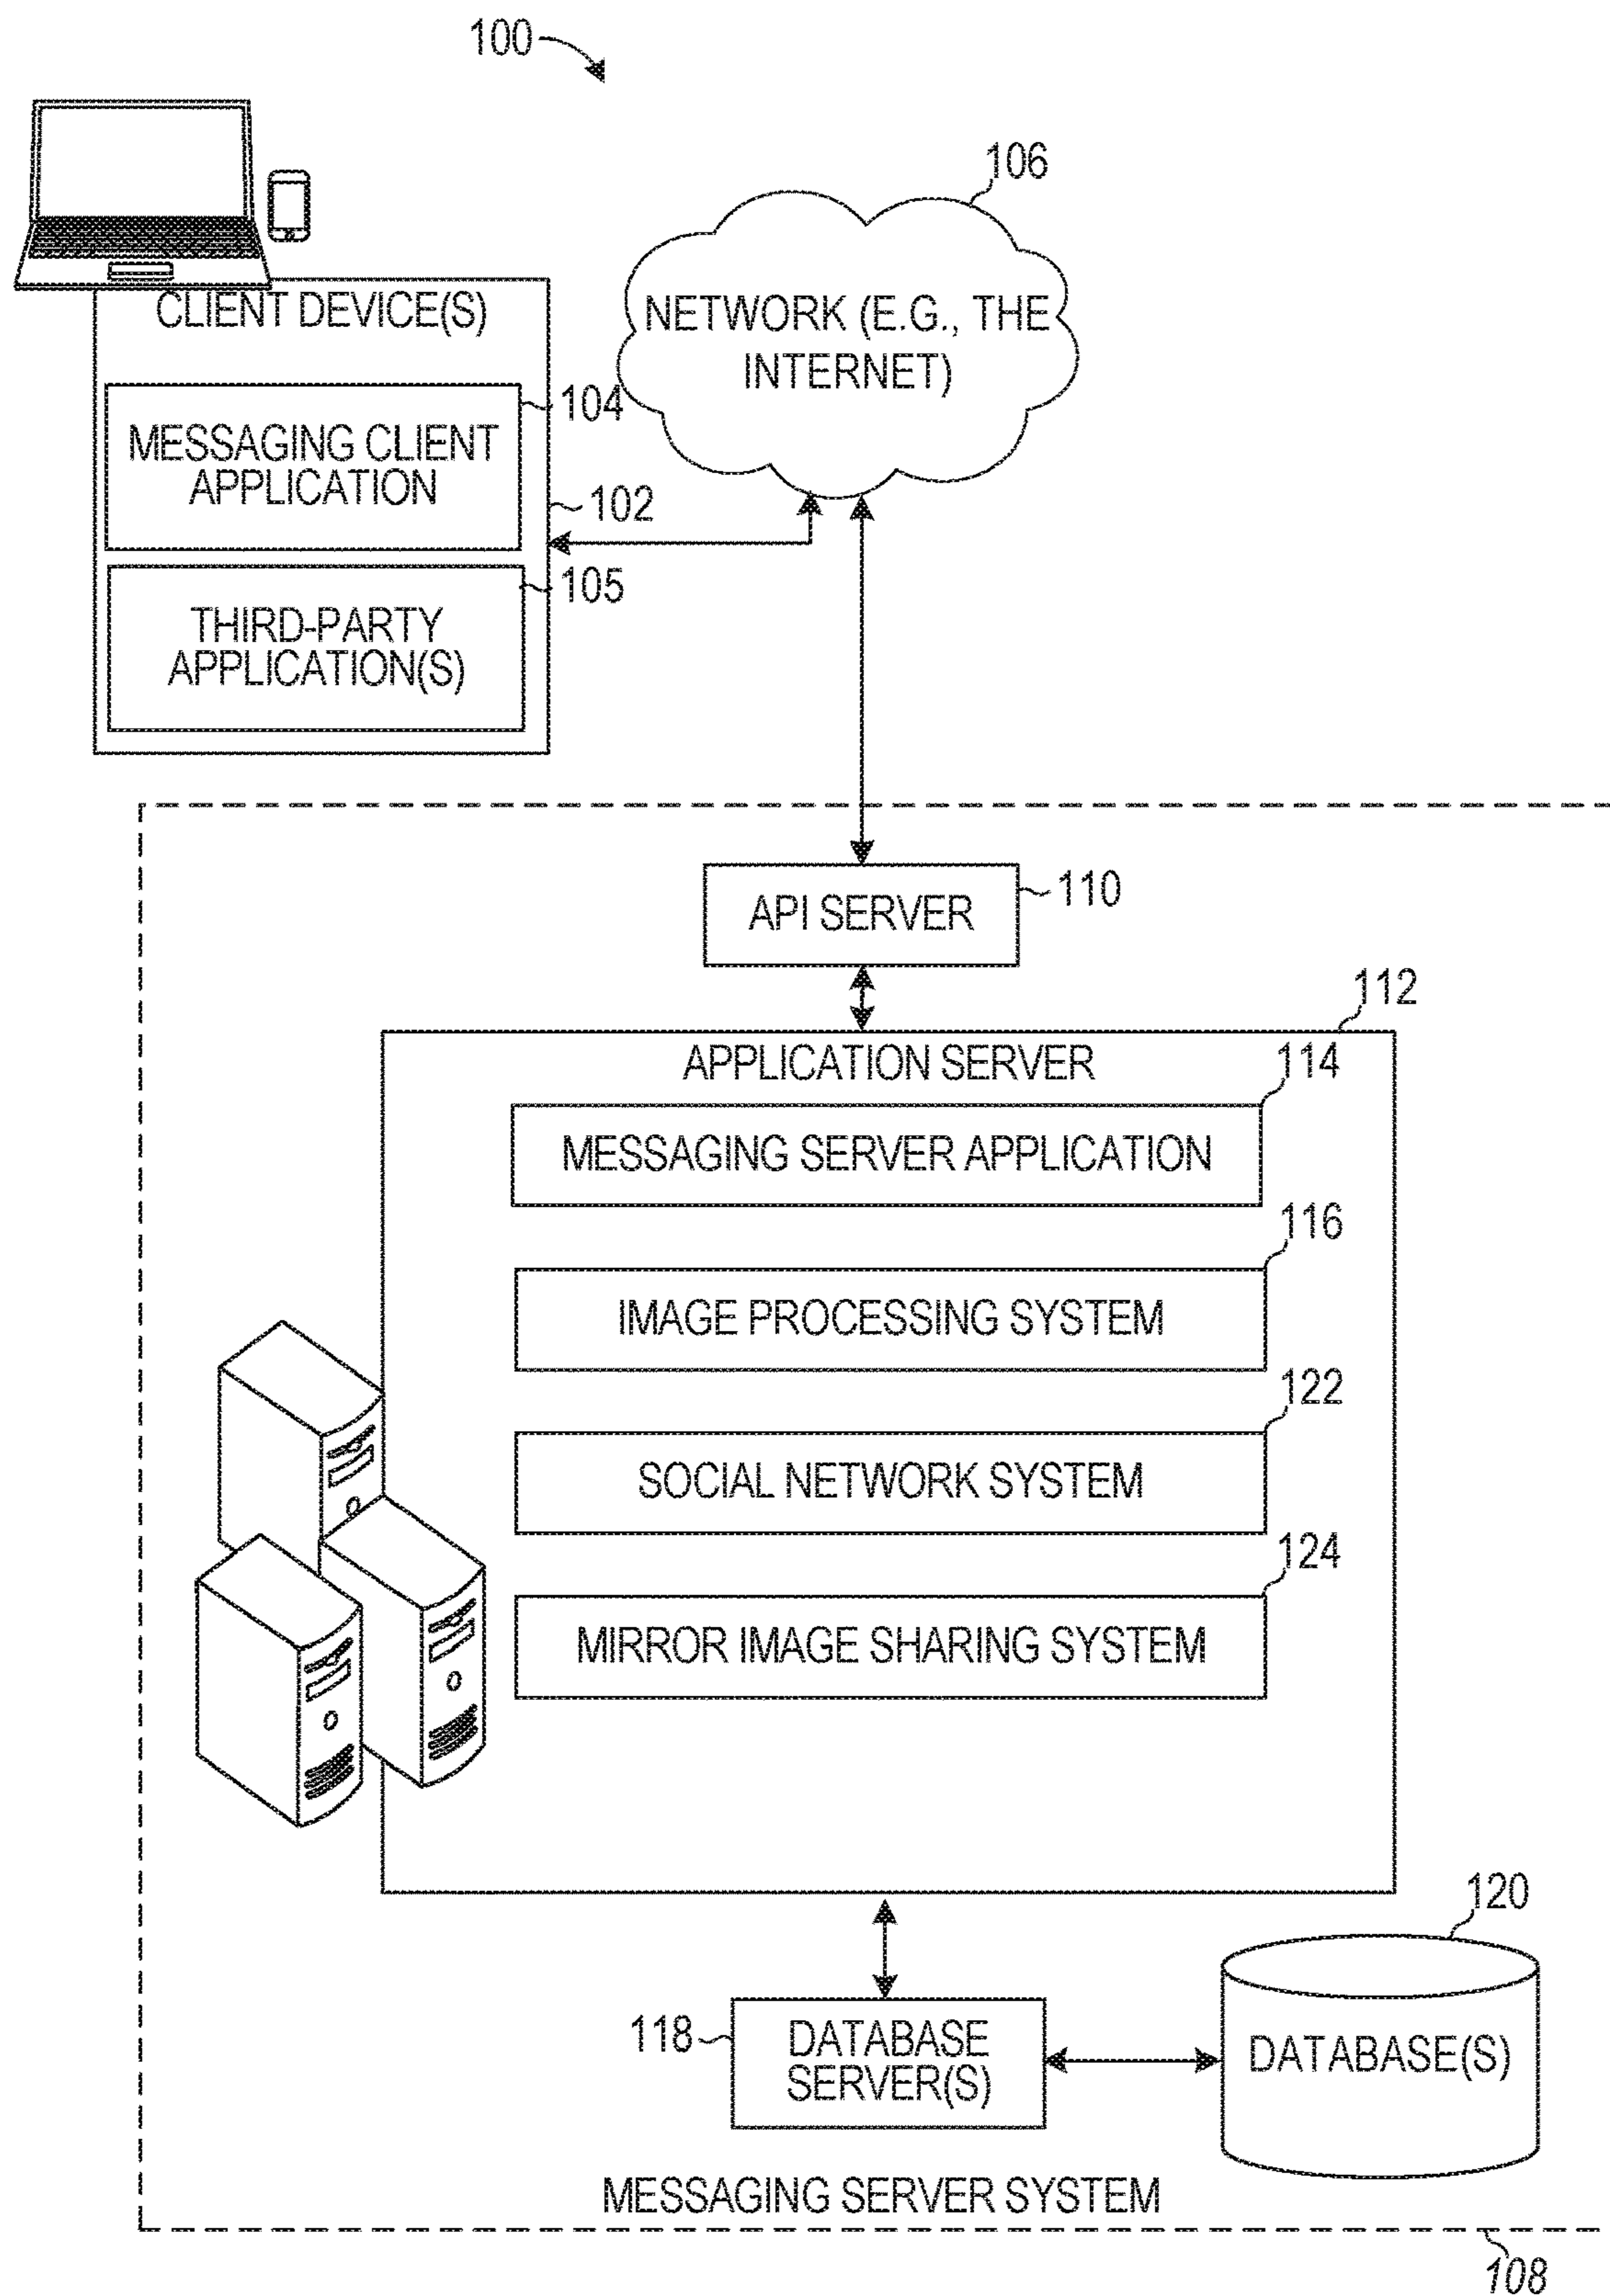 100
106
NETWORK (E.G., THE
INTERNET)
CLIENT DEVICE(S)
104
MESSAGING CLIENT
APPLICATION
102
105
THIRD-PARTY
APPLICATION(S)
API SERVER
110
112
APPLICATION SERVER
114
MESSAGING SERVER APPLICATION
116
IMAGE PROCESSING SYSTEM
122
SOCIAL NETWORK SYSTEM
124
MIRROR IMAGE SHARING SYSTEM
120
118
DATABASE
SERVER(S)
DATABASE(S)
MESSAGING SERVER SYSTEM
108